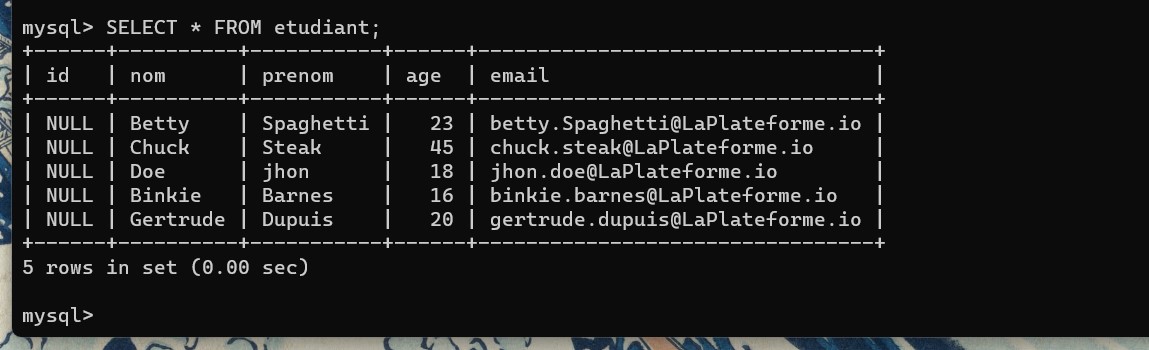 mysql> SELECT * FROM etudiant;
+------+----------+-----------+------+---------------------------------+
| id   | nom      | prenom    | age  | email                           |
+------+----------+-----------+------+---------------------------------+
| NULL | Betty    | Spaghetti |   23 | betty.Spaghetti@LaPlateforme.io |
| NULL | Chuck    | Steak     |   45 | chuck.steak@LaPlateforme.io     |
| NULL | Doe      | jhon      |   18 | jhon.doe@LaPlateforme.io        |
| NULL | Binkie   | Barnes    |   16 | binkie.barnes@LaPlateforme.io   |
| NULL | Gertrude | Dupuis    |   20 | gertrude.dupuis@LaPlateforme.io |
+------+----------+-----------+------+---------------------------------+
5 rows in set (0.00 sec)
mysql>